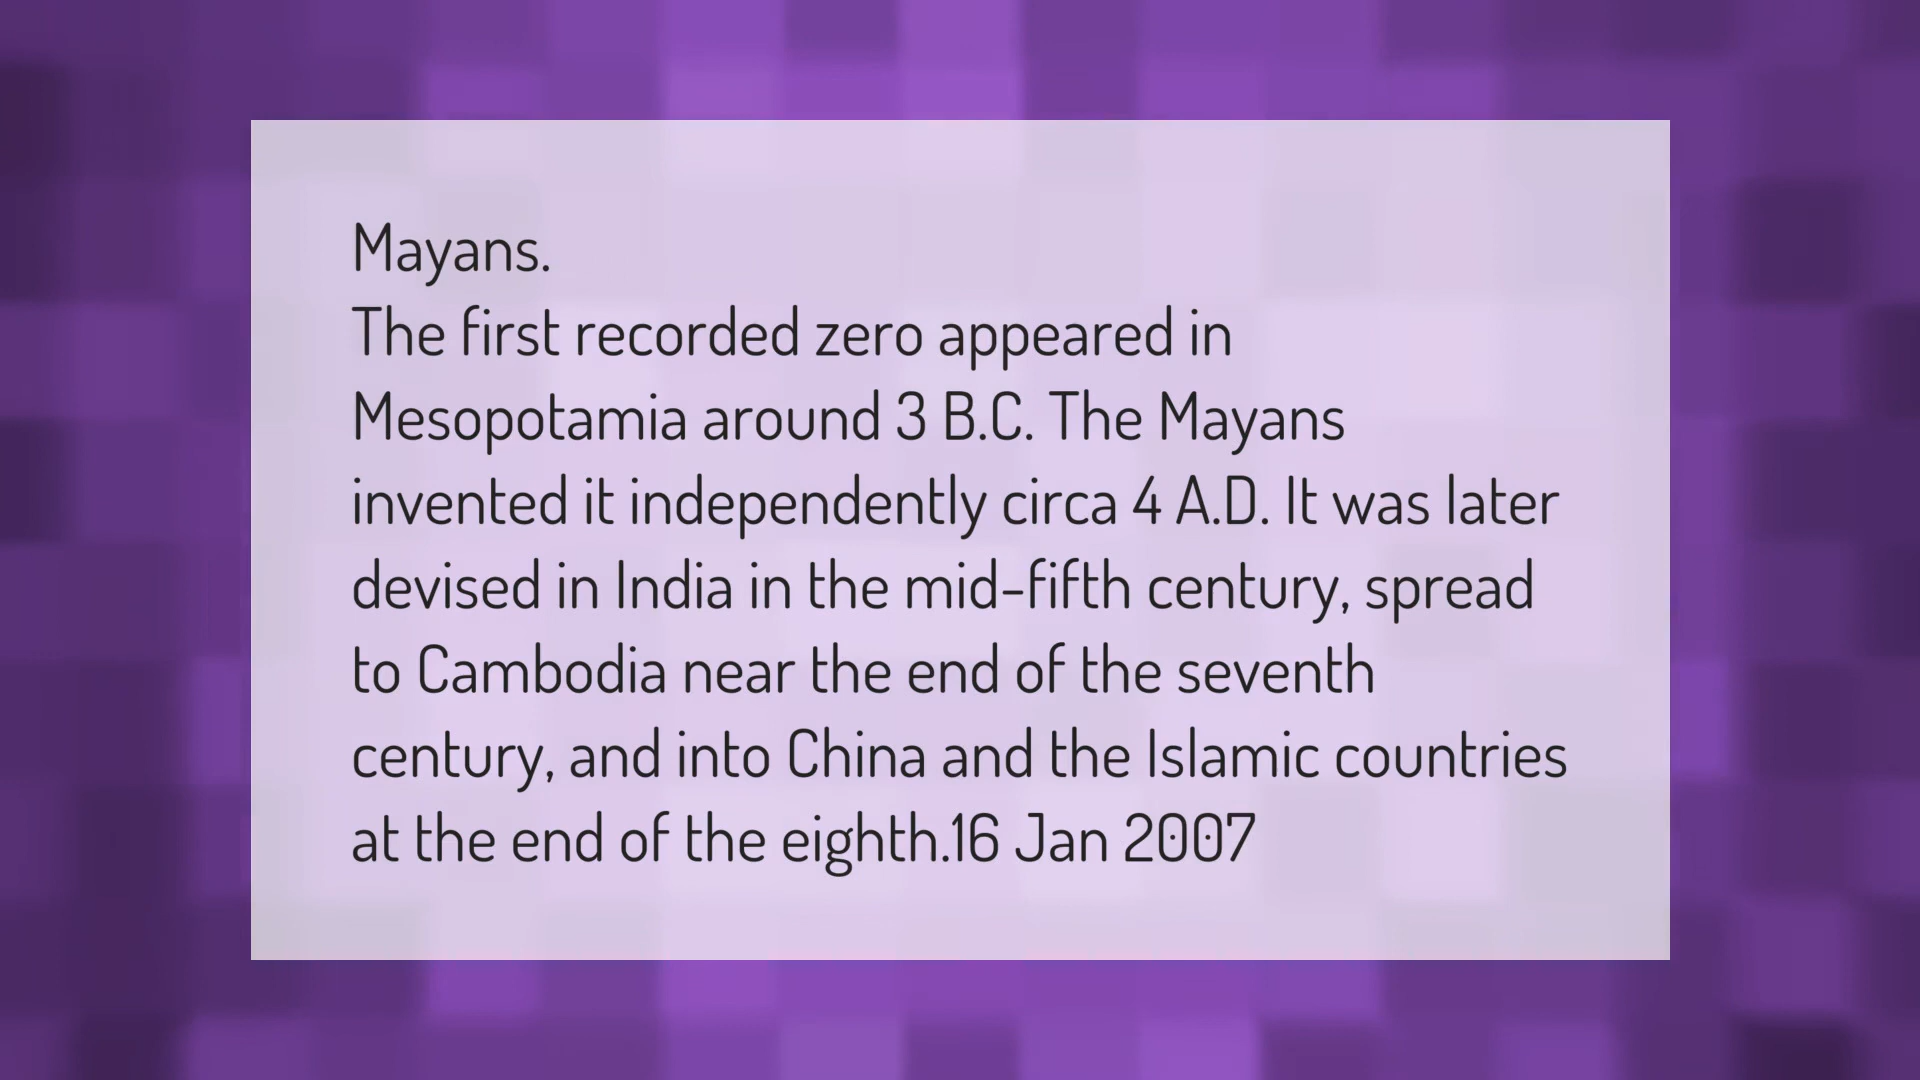 Mayans.
The first recorded zero appeared in
Mesopotamia around 3 B.C. The Mayans
invented it independently circa 4 A.D. It was later
devised in India in the mid-fifth century, spread
to Cambodia near the end of the seventh
century, and into China and the Islamic countries
at the end of the eighth.16 Jan 2007